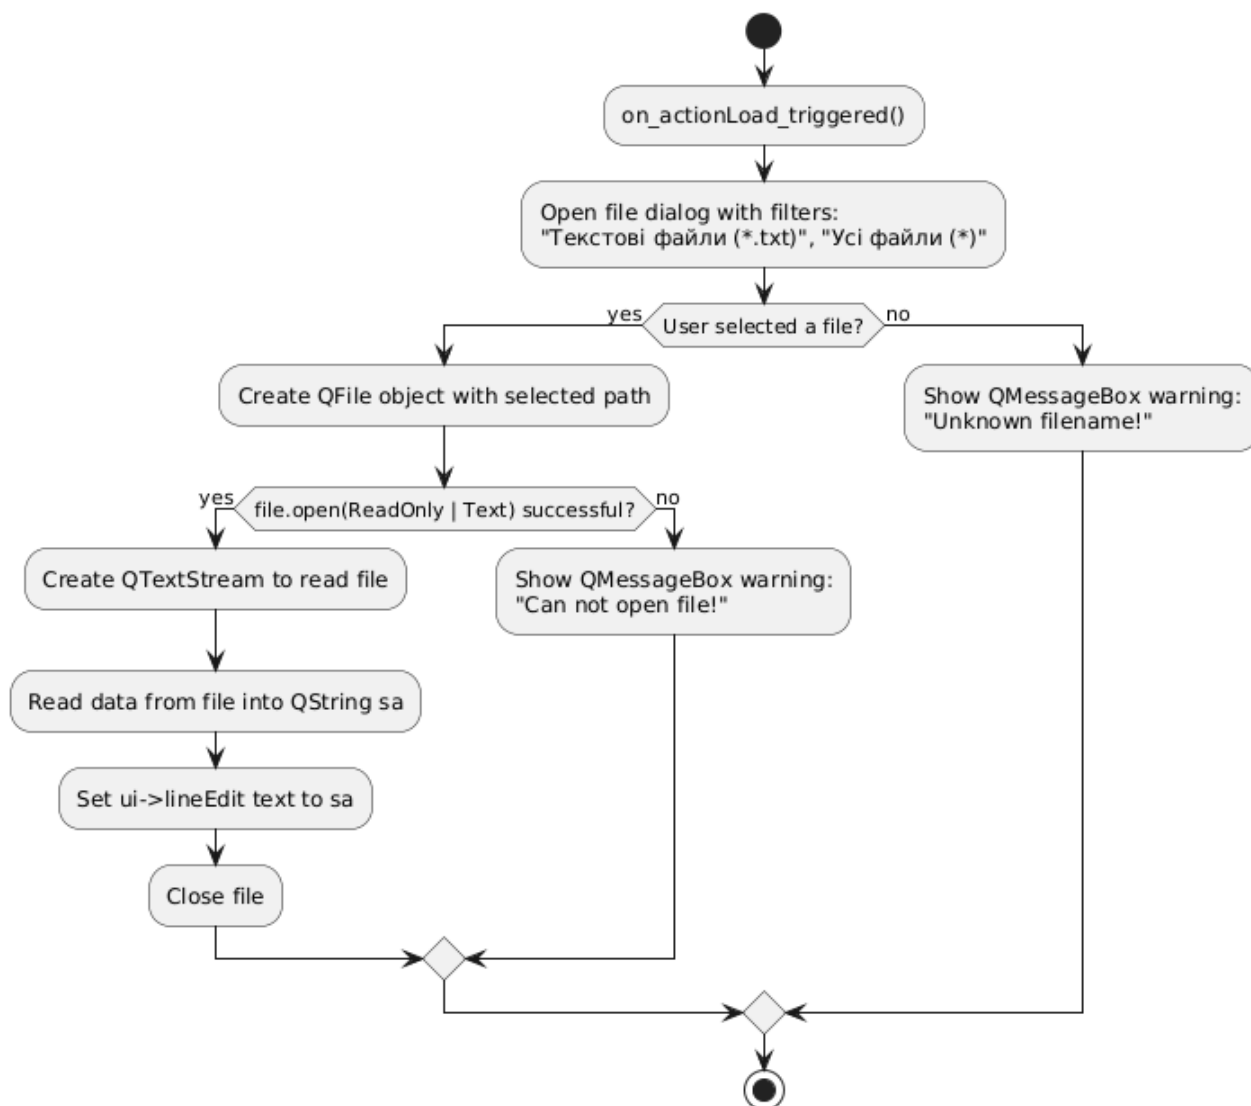 on_actionLoad_triggered()
Open file dialog with filters:
"Текстові файли (*.txt)", "Усі файли (*)"
yes
User selected a file?
no
Create QFile object with selected path
Show QMessageBox warning:
"Unknown filename!"
yes
file.open(ReadOnly | Text) successful?
no
Create QTextStream to read file
Show QMessageBox warning:
"Can not open file!"
Read data from file into QString sa
Set ui->lineEdit text to sa
Close file